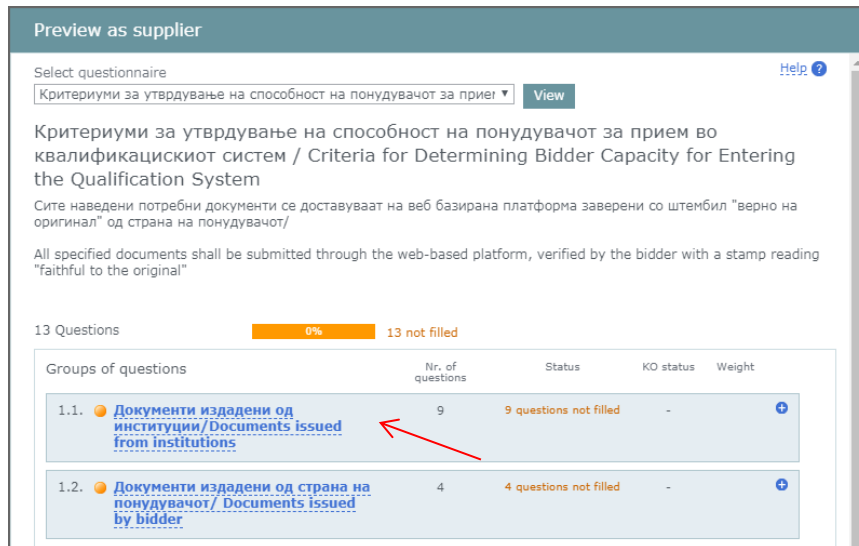 Preview as supplier
Help ?
Select questionnaire
Критериуми за утврдување на способност на понудувачот за прием
View
Критериуми за утврдување на способност на понудувачот за прием во
квалификацискиот систем / Criteria for Determining Bidder Capacity for Entering
the Qualification System
Сите наведени потребни документи се доставуваат на веб базирана платформа заверени со штембил "верно на
оригинал" од страна на понудувачот/
All specified documents shall be submitted through the web-based platform, verified by the bidder with a stamp reading
"faithful to the original"
13 Questions
0%
13 not filled
Groups of questions
Nr. of
questions
Status
KO status
Weight
1.1. Документи издадени од
институции/Documents issued
from institutions
9
9 questions not filled
-
1.2. Документи издадени од страна на
понудувачот/ Documents issued
by bidder
4
4 questions not filled
-